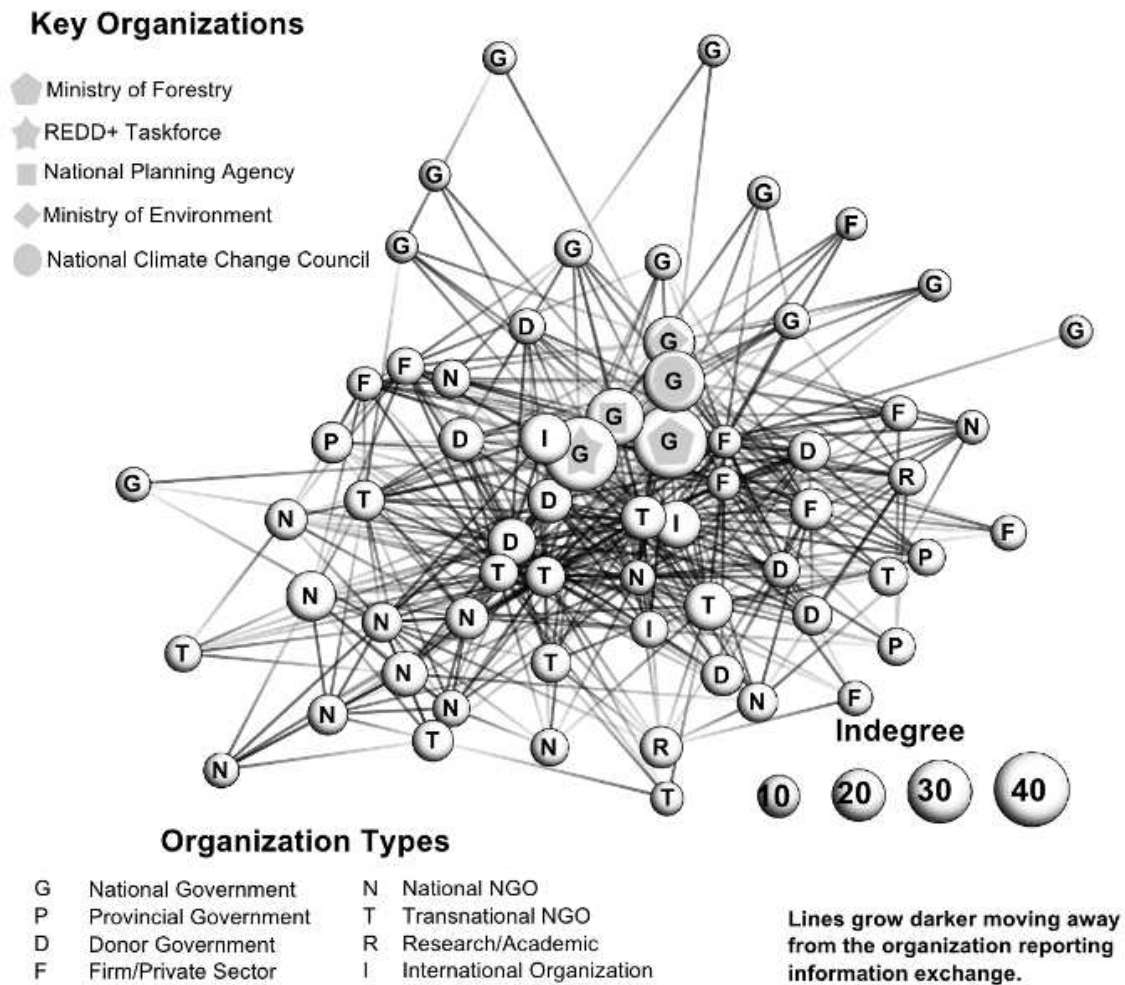 Key Organizations
Ministry of Forestry
REDD+ Taskforce
National Planning Agency
Ministry of Environment
National Climate Change Council
G G
G G F
G G G G
D G G
G
F F N G
P D I G G G F D F N
G N T D T I F F R F
D T T N D T P
N N N T I D P
T N T D N F
N N T N R
N T
Indegree
10 20 30 40
Organization Types
G National Government N National NGO
P Provincial Government T Transnational NGO
D Donor Government R Research/Academic
F Firm/Private Sector I International Organization
Lines grow darker moving away
from the organization reporting
information exchange.